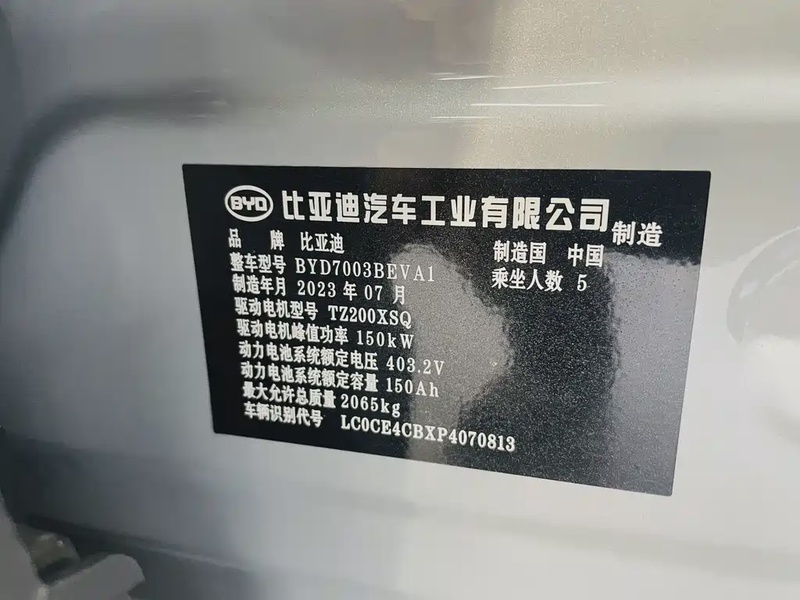 BYD 比亚迪汽车工业有限公司 制造
品 牌 比亚迪 制造国 中国
整车型号 BYD7003BEVA1 乘坐人数 5
制造年月 2023 年 07 月
驱动电机型号 TZ200XSQ
驱动电机峰值功率 150kW
动力电池系统额定电压 403.2V
动力电池系统额定容量 150Ah
最大允许总质量 2065kg
车辆识别代号 LC0CE4CBXP4070813